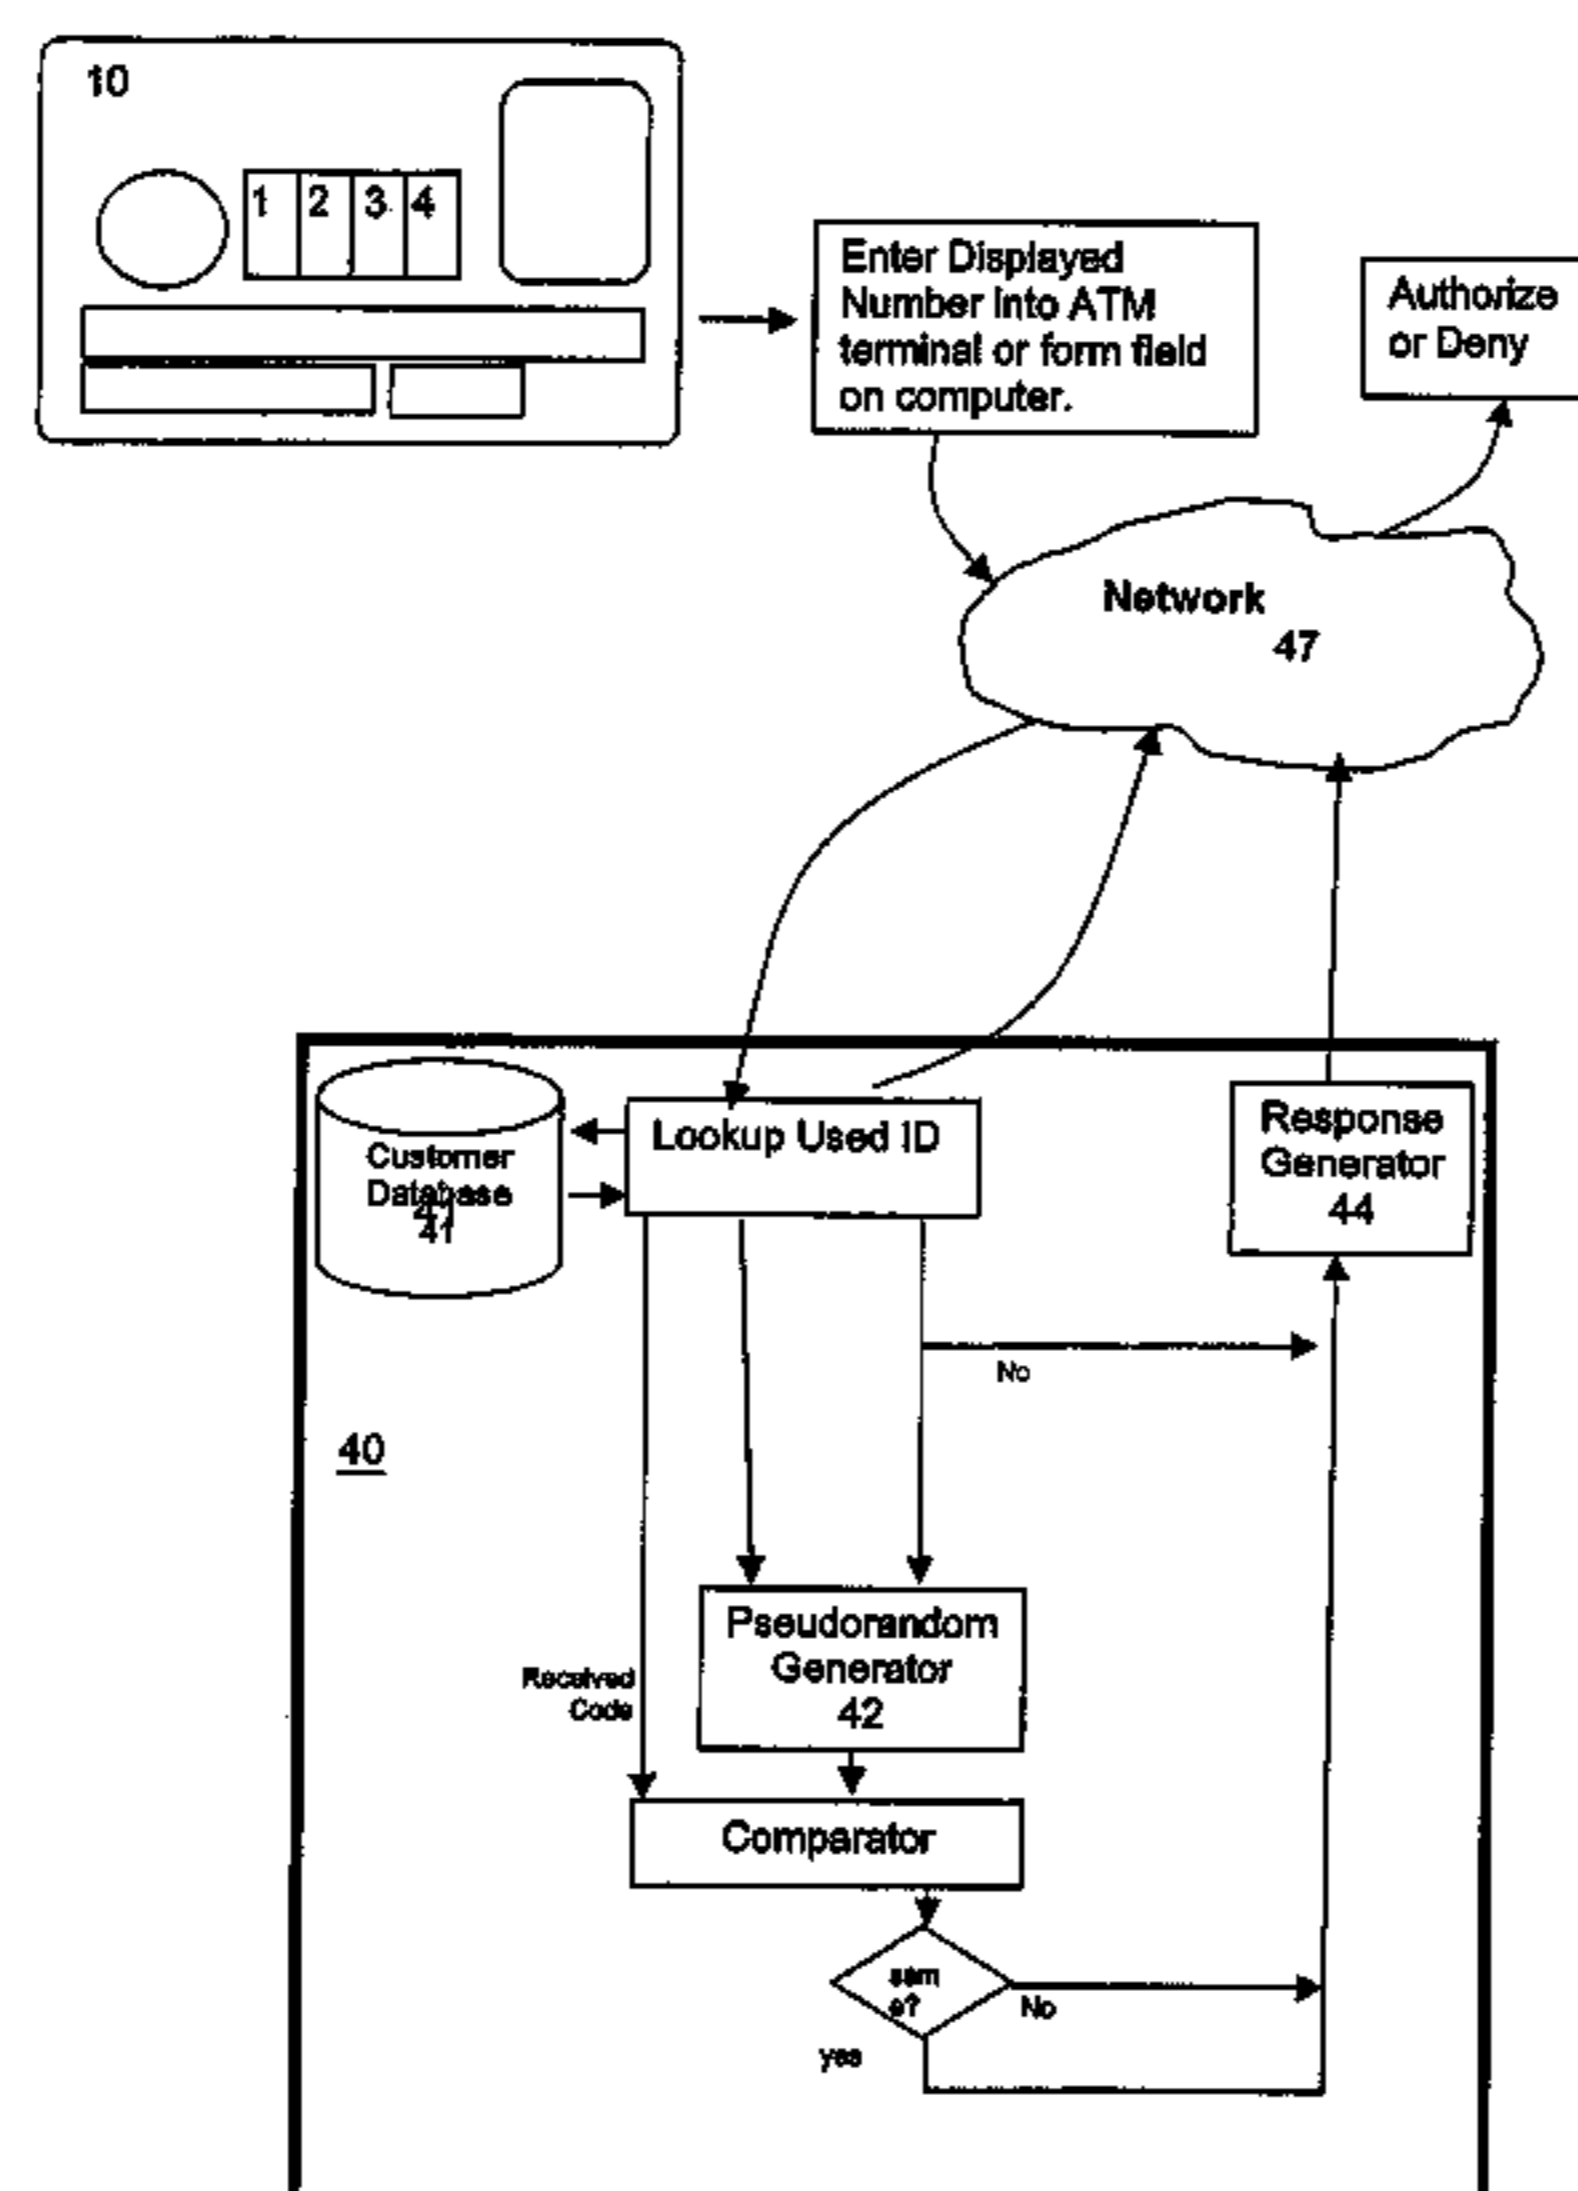 10
1 2 3 4
Enter Displayed
Number into ATM
terminal or form field
on computer.
Authorize
or Deny
Network
47
Lookup Used ID
Customer
Database
41
41
Response
Generator
44
No
40
Pseudorandom
Generator
42
Received
Code
Comparator
sam
e?
No
yes